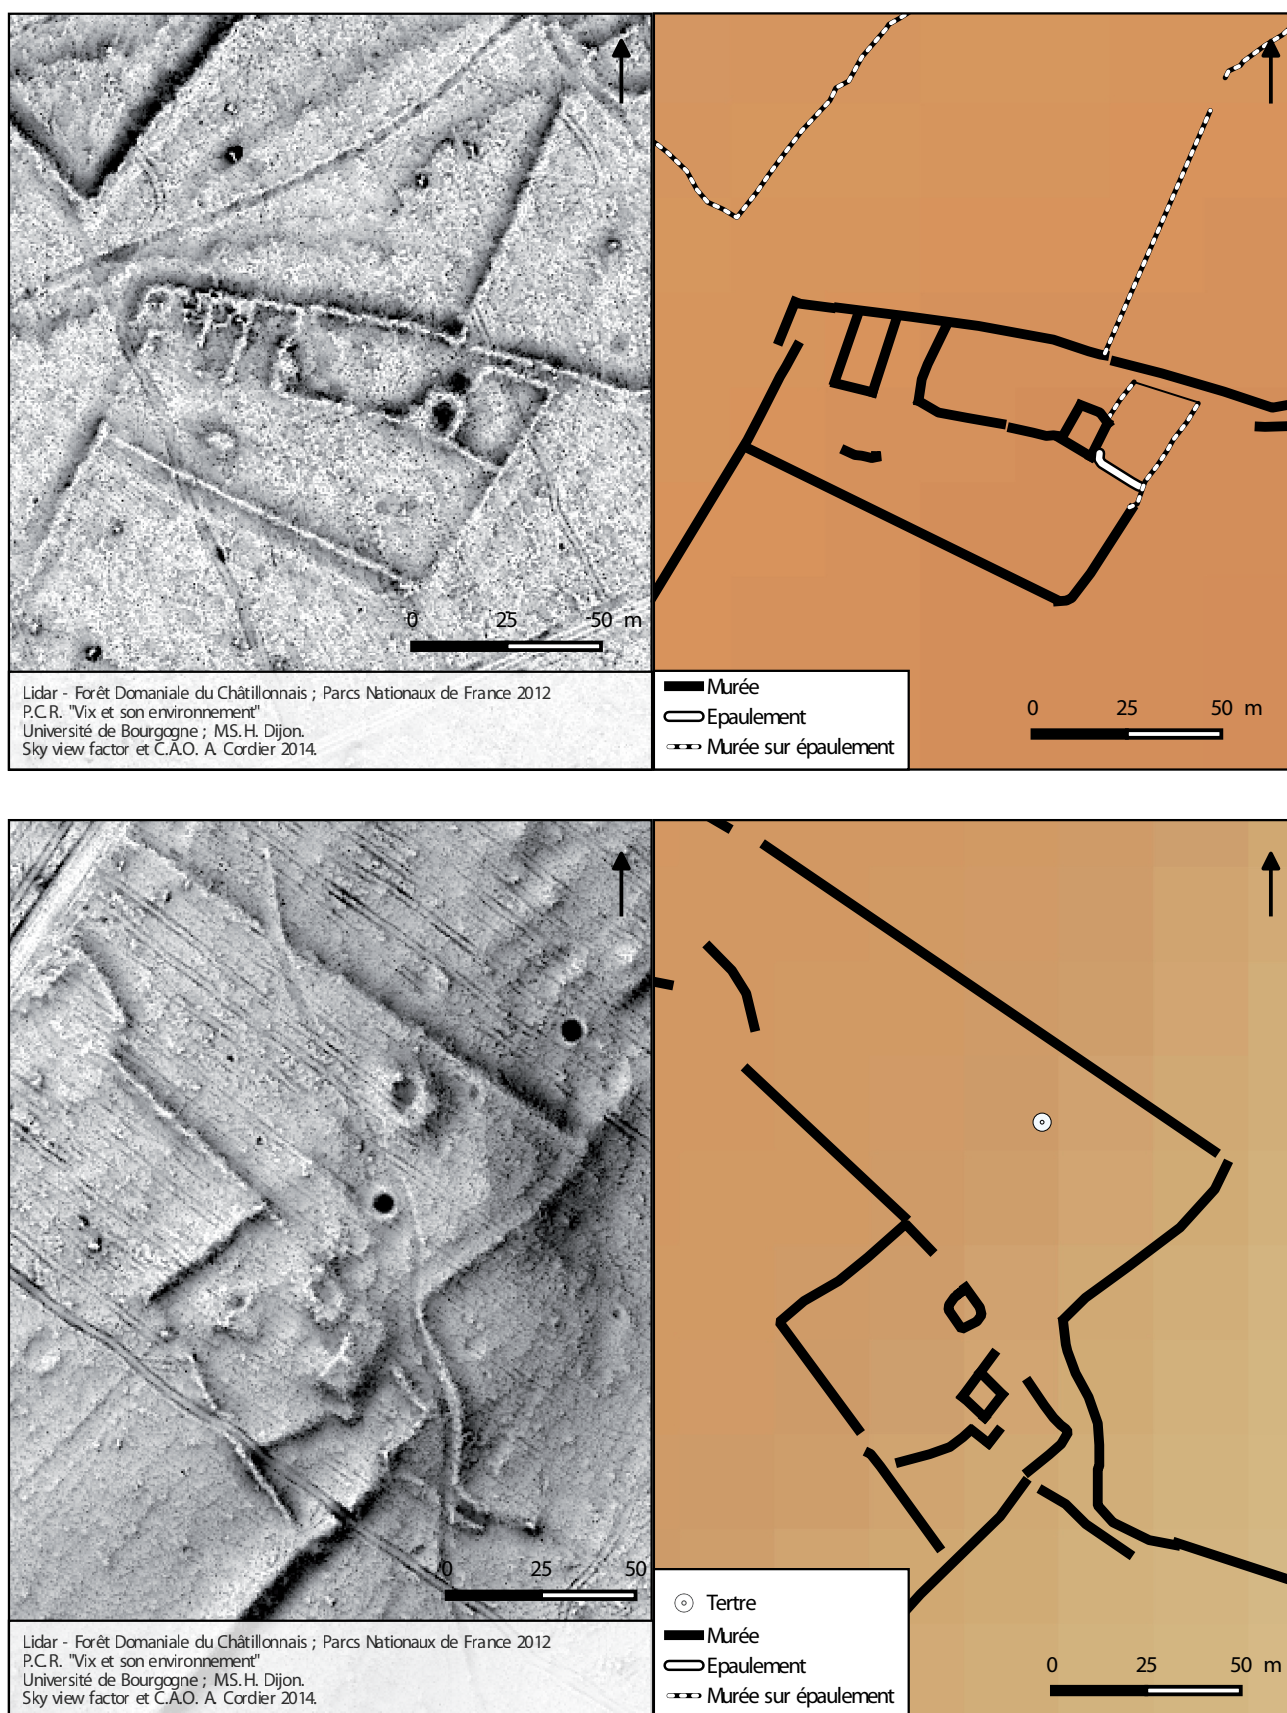 0 25 50 m
Lidar - Forêt Domaniale du Châtillonnais ; Parcs Nationaux de France 2012
P.C.R. "Vix et son environnement"
Université de Bourgogne ; MS.H. Dijon.
Sky view factor et C.A.O. A. Cordier 2014.
Murée
Epaulement
Murée sur épaulement
0 25 50 m
0 25 50
Lidar - Forêt Domaniale du Châtillonnais ; Parcs Nationaux de France 2012
P.C.R. "Vix et son environnement"
Université de Bourgogne ; MS.H. Dijon.
Sky view factor et C.A.O. A. Cordier 2014.
Tertre
Murée
Epaulement
Murée sur épaulement
0 25 50 m